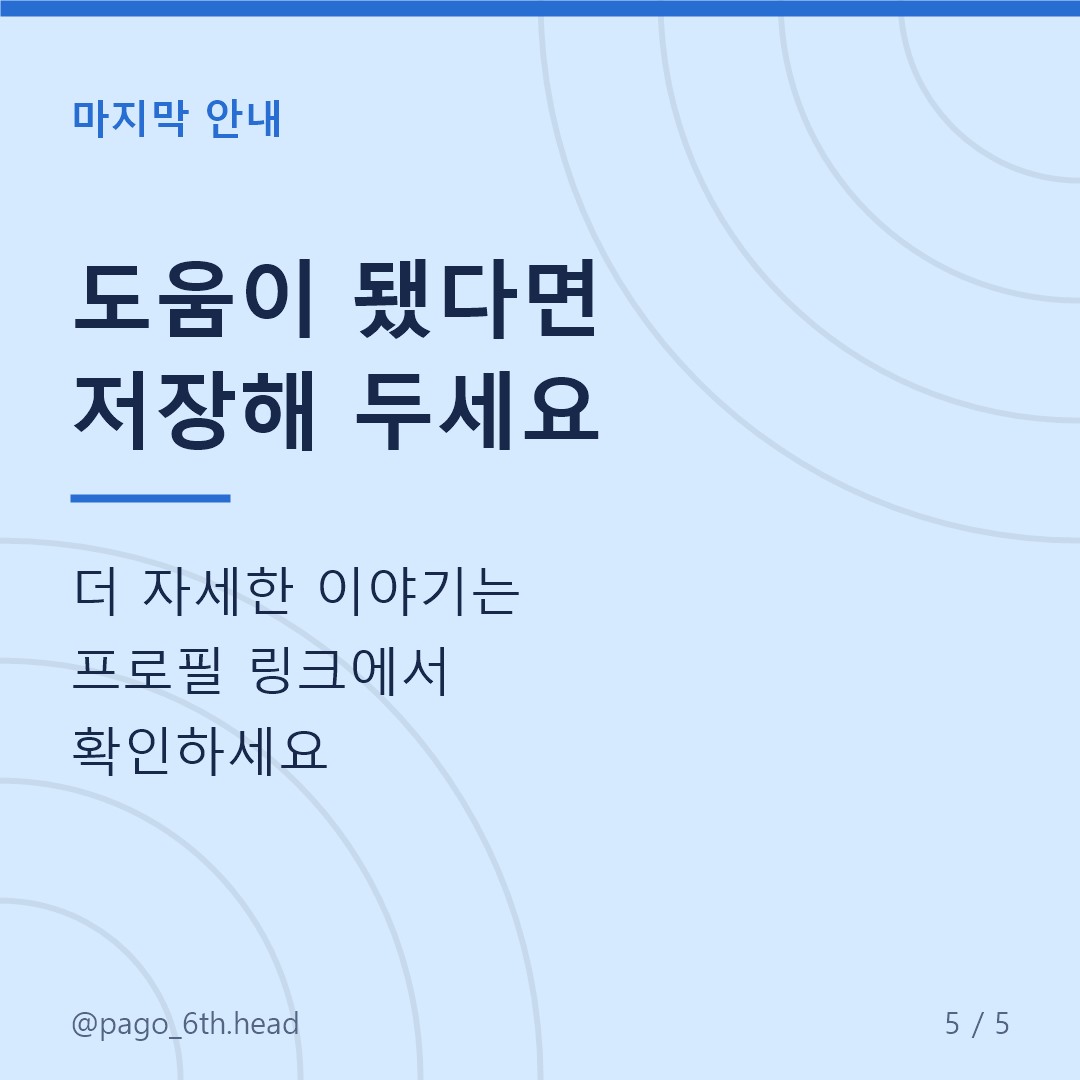 마지막 안내
도움이 됐다면
저장해 두세요
더 자세한 이야기는
프로필 링크에서
확인하세요
@pago_6th.head
5 / 5